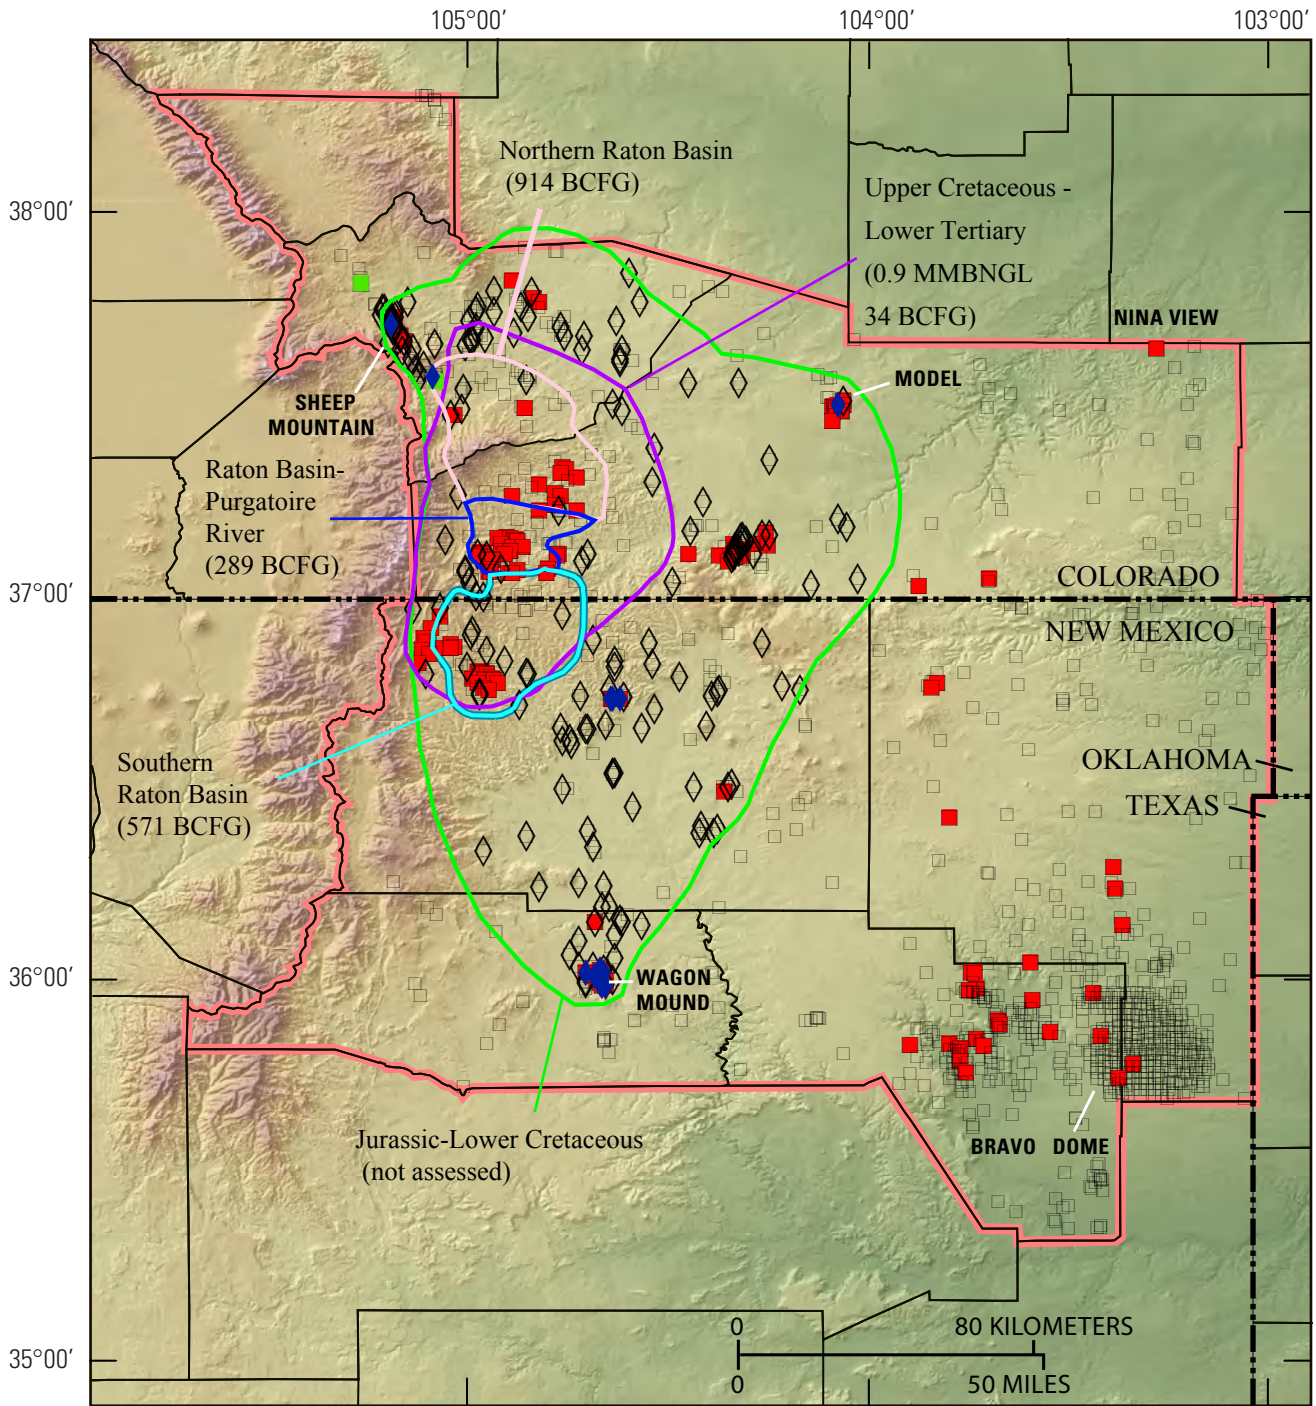 105°00′
104°00′
103°00′
38°00′
37°00′
36°00′
35°00′
Northern Raton Basin
(914 BCFG)
Upper Cretaceous -
Lower Tertiary
(0.9 MMBNGL
34 BCFG)
NINA VIEW
MODEL
SHEEP
MOUNTAIN
Raton Basin-
Purgatoire
River
(289 BCFG)
COLORADO
NEW MEXICO
OKLAHOMA
TEXAS
Southern
Raton Basin
(571 BCFG)
WAGON
MOUND
Jurassic-Lower Cretaceous
(not assessed)
BRAVO DOME
0
80 KILOMETERS
0
50 MILES